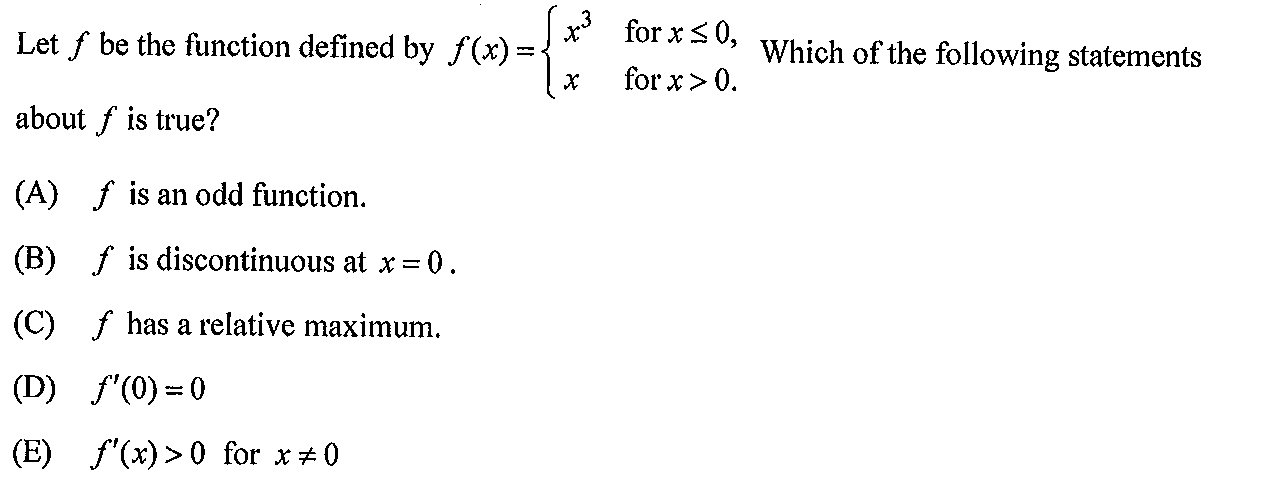 Let f be the function defined by f(x) = { x³ for x ≤ 0, x for x > 0. Which of the following statements
about f is true?
(A) f is an odd function.
(B) f is discontinuous at x = 0.
(C) f has a relative maximum.
(D) f'(0) = 0
(E) f'(x) > 0 for x ≠ 0